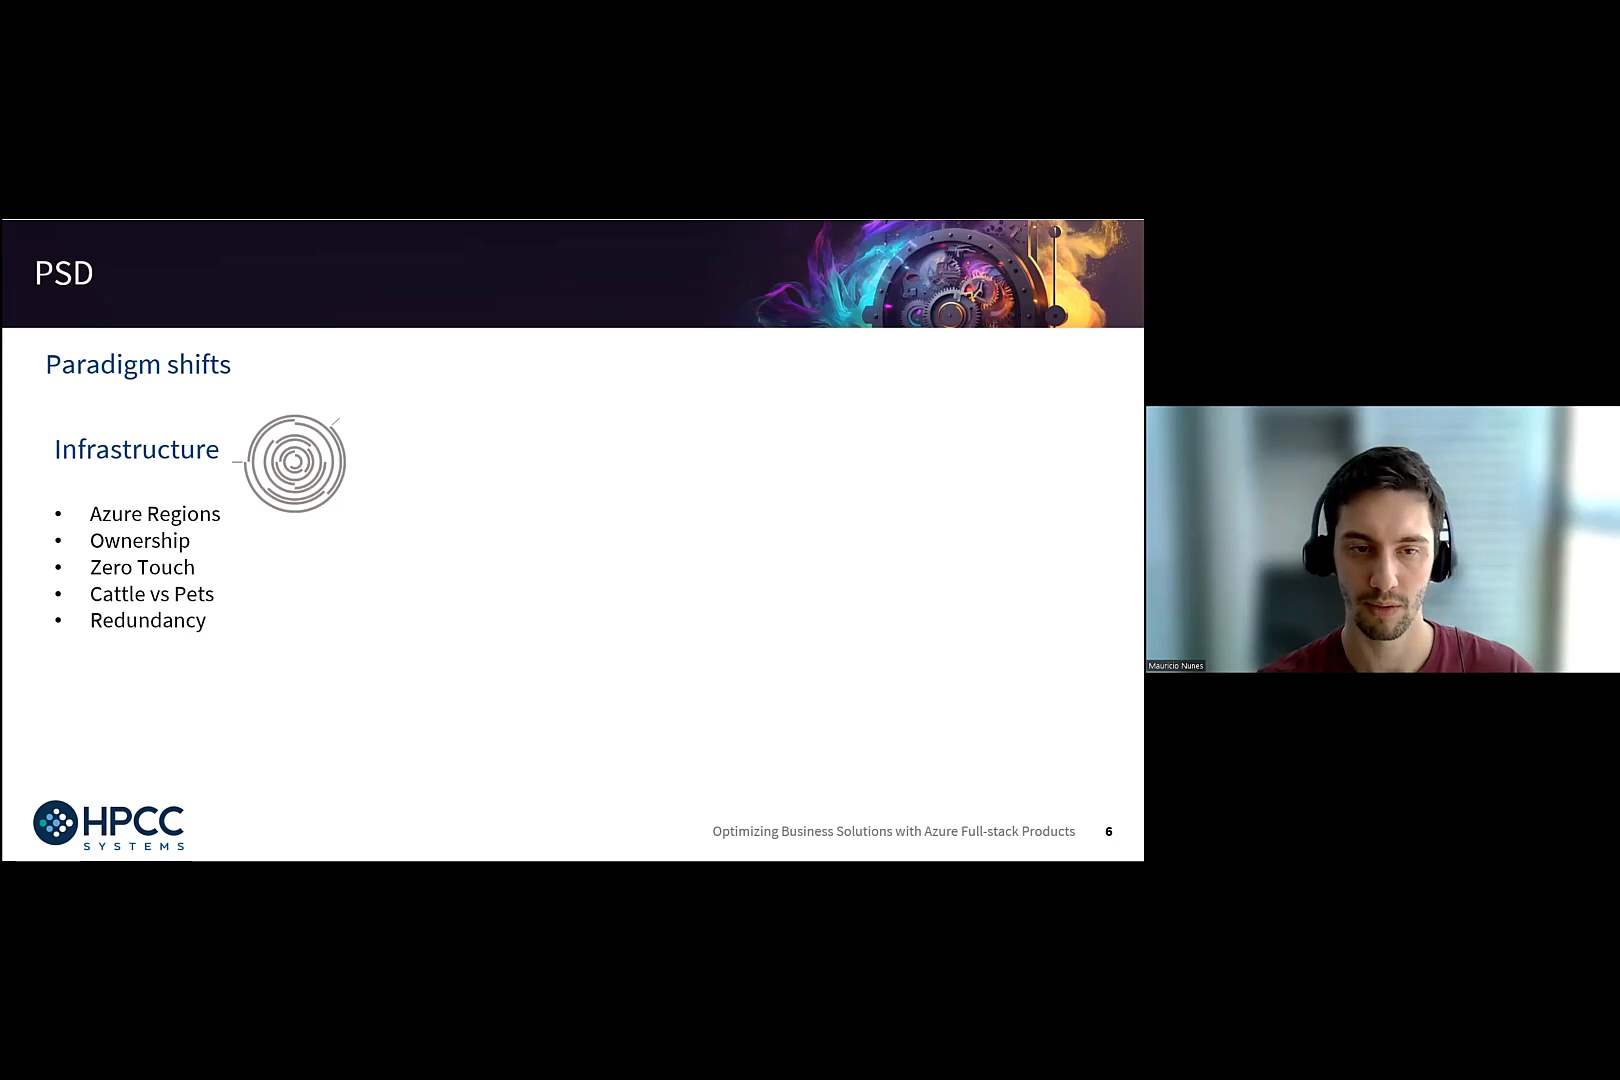 PSD
Paradigm shifts
Infrastructure
• Azure Regions
• Ownership
• Zero Touch
• Cattle vs Pets
• Redundancy
HPCC
SYSTEMS
Optimizing Business Solutions with Azure Full-stack Products 6
Mauricio Nunes